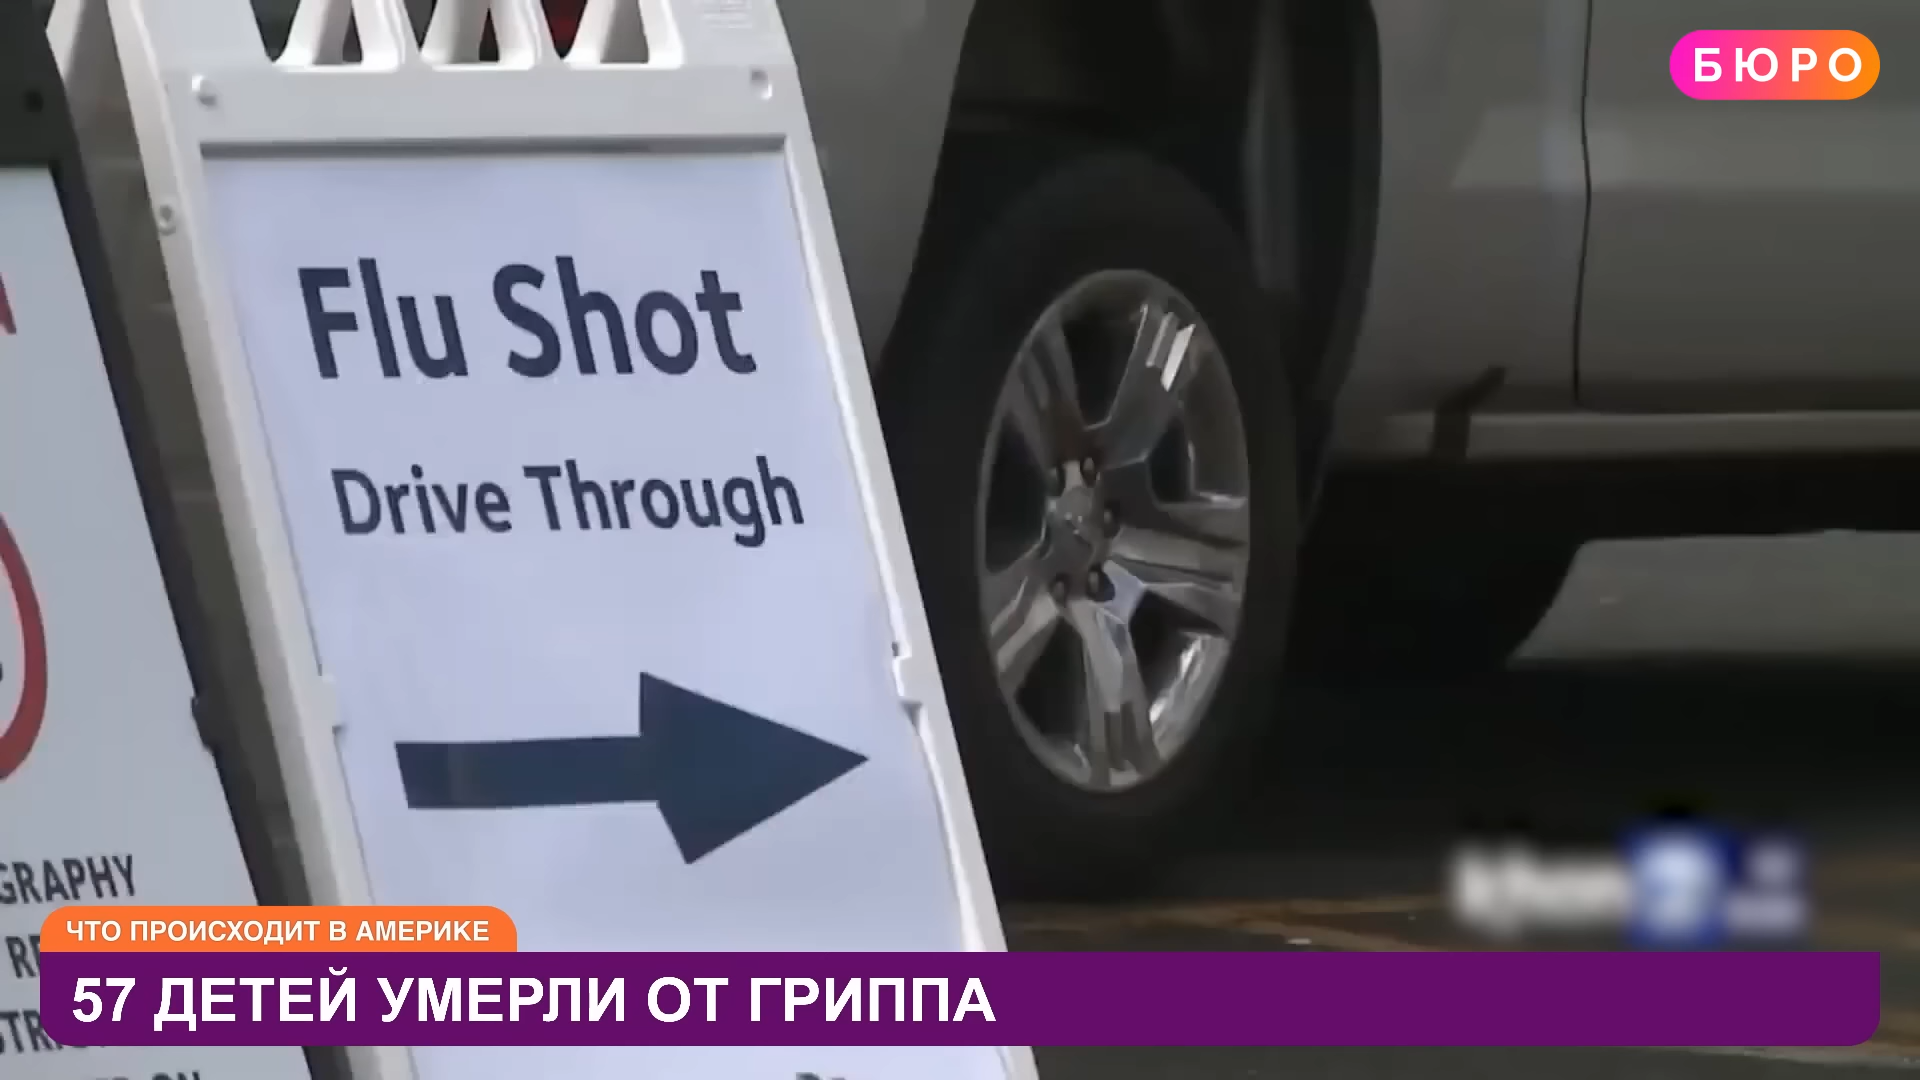 БЮРО
Flu Shot
Drive Through
GRAPHY
ЧТО ПРОИСХОДИТ В АМЕРИКЕ
57 ДЕТЕЙ УМЕРЛИ ОТ ГРИППА